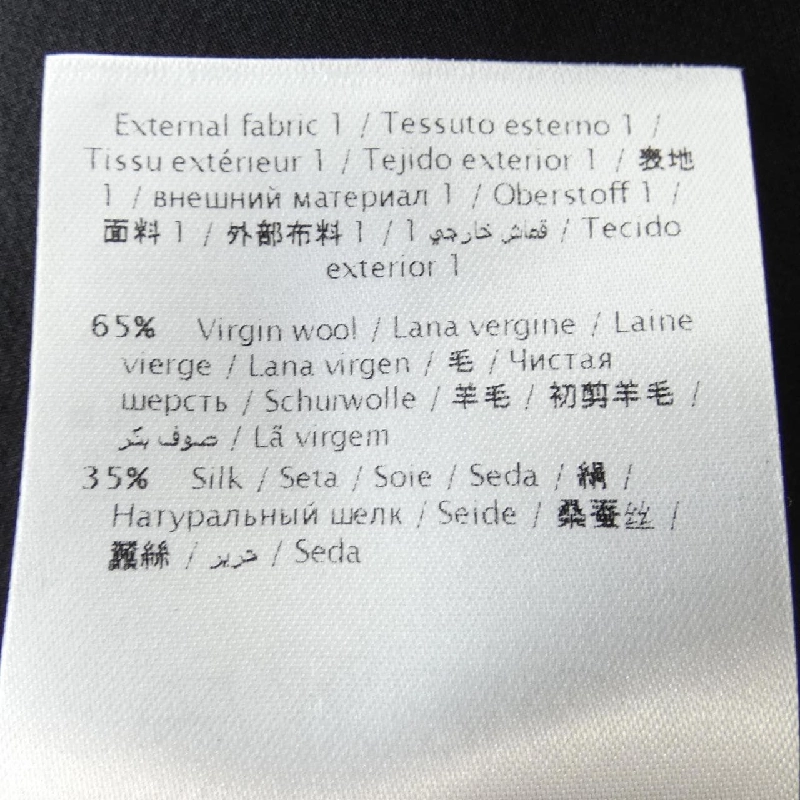 External fabric 1 / Tessuto esterno 1 /
Tissu extérieur 1 / Tejido exterior 1 / 表地
1 / внешний материал 1 / Oberstoff 1 /
面料 1 / 外部布料 1 / قماش خارجي 1 / Tecido
exterior 1
65% Virgin wool / Lana vergine / Laine
vierge / Lana virgen / 毛 / Чистая
шерсть / Schurwolle / 羊毛 / 初剪羊毛 /
صوف بكر / Lã virgem
35% Silk / Seta / Soie / Seda / 絹 /
Натуральный шелк / Seide / 桑蚕丝 /
蠶絲 / حرير / Seda